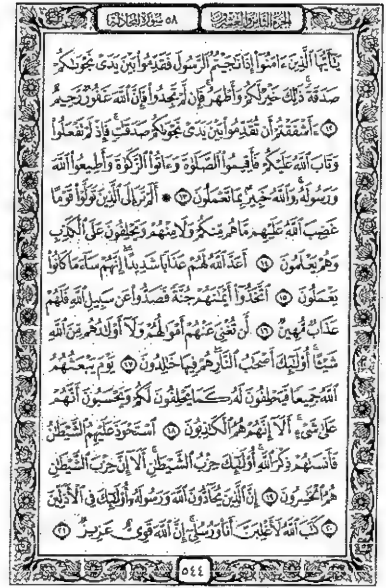 الجزء الثامن والعشرون ٥٨ سورة المجادلة
يَٰٓأَيُّهَا ٱلَّذِينَ ءَامَنُوٓا۟ إِذَا نَٰجَيْتُمُ ٱلرَّسُولَ فَقَدِّمُوا۟ بَيْنَ يَدَىْ نَجْوَىٰكُمْ
صَدَقَةً ۚ ذَٰلِكَ خَيْرٌ لَّكُمْ وَأَطْهَرُ ۚ فَإِن لَّمْ تَجِدُوا۟ فَإِنَّ ٱللَّهَ غَفُورٌ رَّحِيمٌ
١٢ ءَأَشْفَقْتُمْ أَن تُقَدِّمُوا۟ بَيْنَ يَدَىْ نَجْوَىٰكُمْ صَدَقَٰتٍ ۚ فَإِذْ لَمْ تَفْعَلُوا۟
وَتَابَ ٱللَّهُ عَلَيْكُمْ فَأَقِيمُوا۟ ٱلصَّلَوٰةَ وَءَاتُوا۟ ٱلزَّكَوٰةَ وَأَطِيعُوا۟ ٱللَّهَ
وَرَسُولَهُۥ ۚ وَٱللَّهُ خَبِيرٌۢ بِمَا تَعْمَلُونَ ١٣ ۞ أَلَمْ تَرَ إِلَى ٱلَّذِينَ تَوَلَّوْا۟ قَوْمًا
غَضِبَ ٱللَّهُ عَلَيْهِم مَّا هُم مِّنكُمْ وَلَا مِنْهُمْ وَيَحْلِفُونَ عَلَى ٱلْكَذِبِ
وَهُمْ يَعْلَمُونَ ١٤ أَعَدَّ ٱللَّهُ لَهُمْ عَذَابًا شَدِيدًا ۖ إِنَّهُمْ سَآءَ مَا كَانُوا۟
يَعْمَلُونَ ١٥ ٱتَّخَذُوٓا۟ أَيْمَٰنَهُمْ جُنَّةً فَصَدُّوا۟ عَن سَبِيلِ ٱللَّهِ فَلَهُمْ
عَذَابٌ مُّهِينٌ ١٦ لَّن تُغْنِىَ عَنْهُمْ أَمْوَٰلُهُمْ وَلَآ أَوْلَٰدُهُم مِّنَ ٱللَّهِ
شَيْـًٔا ۚ أُو۟لَٰٓئِكَ أَصْحَٰبُ ٱلنَّارِ ۖ هُمْ فِيهَا خَٰلِدُونَ ١٧ يَوْمَ يَبْعَثُهُمُ
ٱللَّهُ جَمِيعًا فَيَحْلِفُونَ لَهُۥ كَمَا يَحْلِفُونَ لَكُمْ ۖ وَيَحْسَبُونَ أَنَّهُمْ
عَلَىٰ شَىْءٍ ۚ أَلَآ إِنَّهُمْ هُمُ ٱلْكَٰذِبُونَ ١٨ ٱسْتَحْوَذَ عَلَيْهِمُ ٱلشَّيْطَٰنُ
فَأَنسَىٰهُمْ ذِكْرَ ٱللَّهِ ۚ أُو۟لَٰٓئِكَ حِزْبُ ٱلشَّيْطَٰنِ ۚ أَلَآ إِنَّ حِزْبَ ٱلشَّيْطَٰنِ
هُمُ ٱلْخَٰسِرُونَ ١٩ إِنَّ ٱلَّذِينَ يُحَآدُّونَ ٱللَّهَ وَرَسُولَهُۥٓ أُو۟لَٰٓئِكَ فِى ٱلْأَذَلِّينَ
٢٠ كَتَبَ ٱللَّهُ لَأَغْلِبَنَّ أَنَا۠ وَرُسُلِىٓ ۚ إِنَّ ٱللَّهَ قَوِىٌّ عَزِيزٌ ٢١
٥٤٤